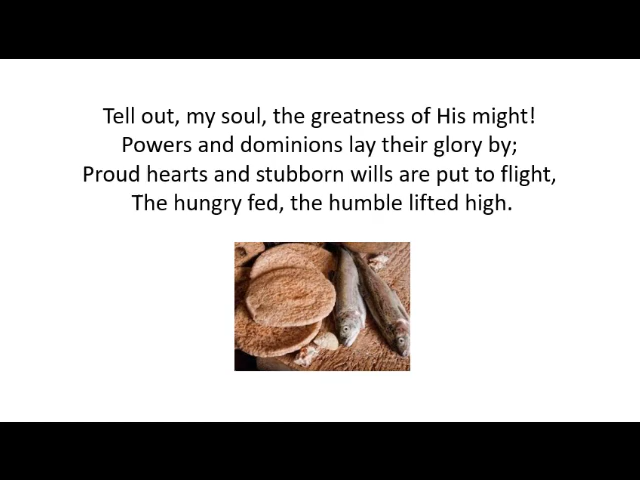 Tell out, my soul, the greatness of His might!
Powers and dominions lay their glory by;
Proud hearts and stubborn wills are put to flight,
The hungry fed, the humble lifted high.